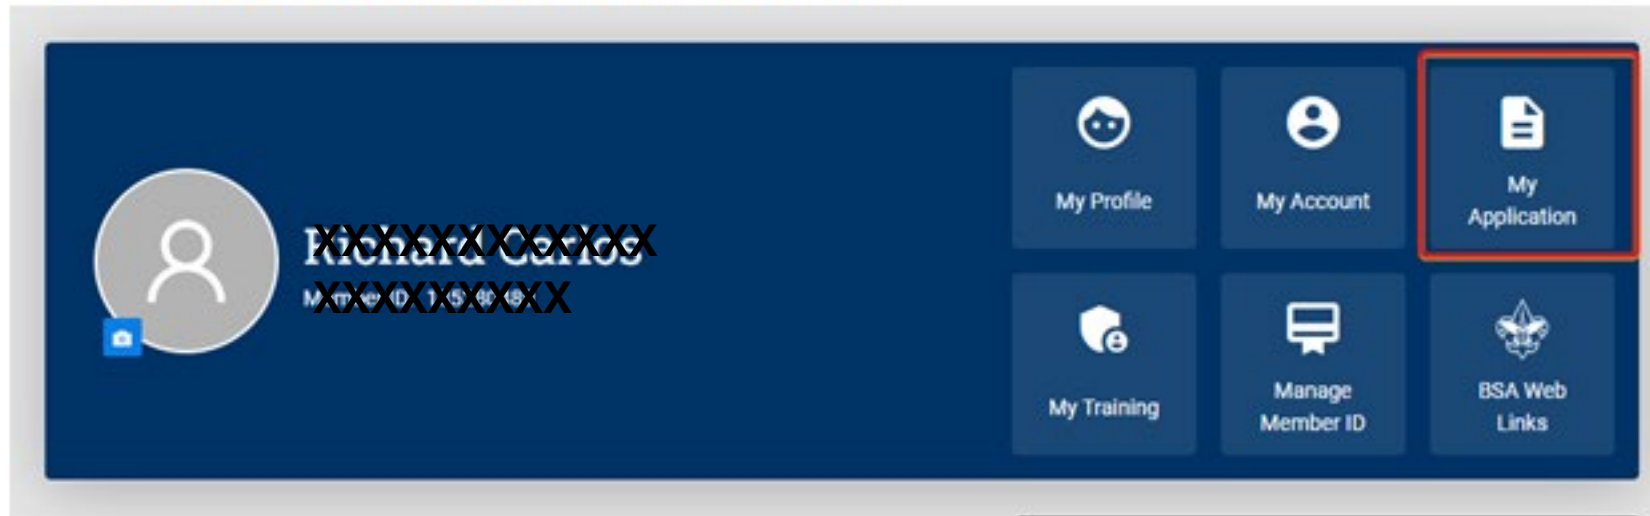 My Profile
My Account
My
Application
My Training
Manage
Member ID
BSA Web
Links